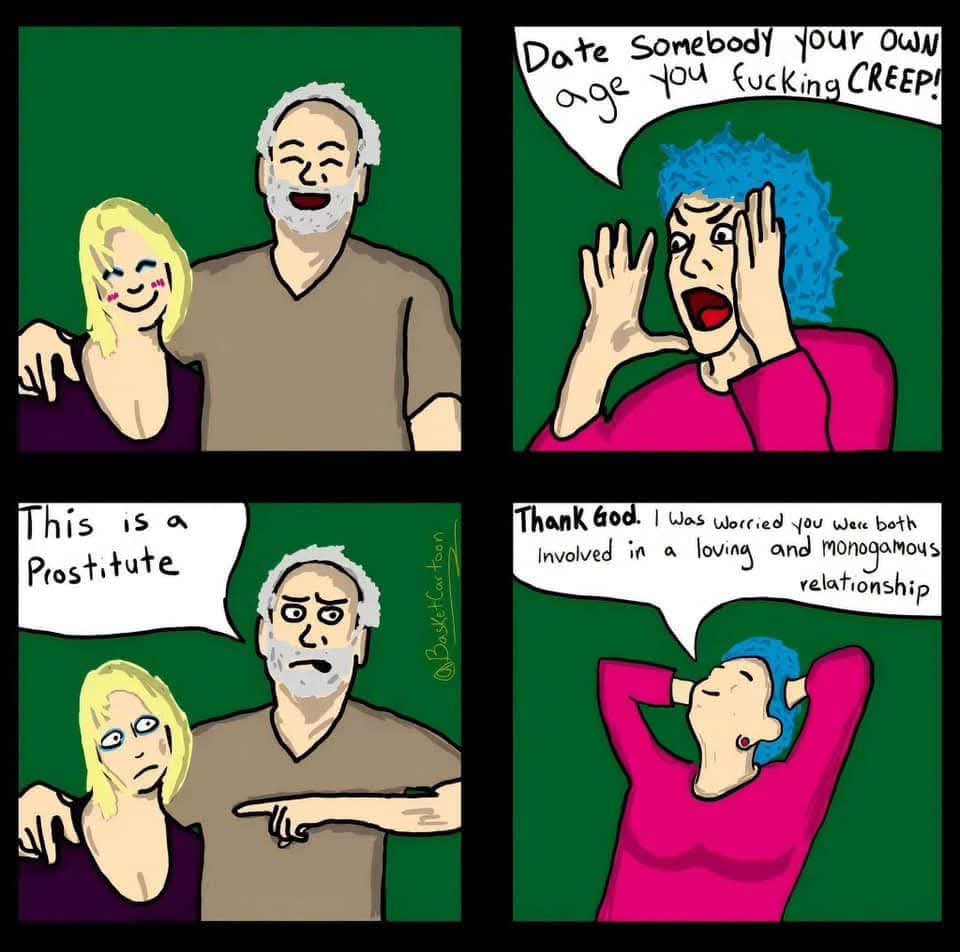 Date Somebody Your OWN
age You fucking CREEP!
This is a
Prostitute
@BasketCartoon
Thank God. I Was Worried you Were both
Involved in a loving and monogamous
relationship